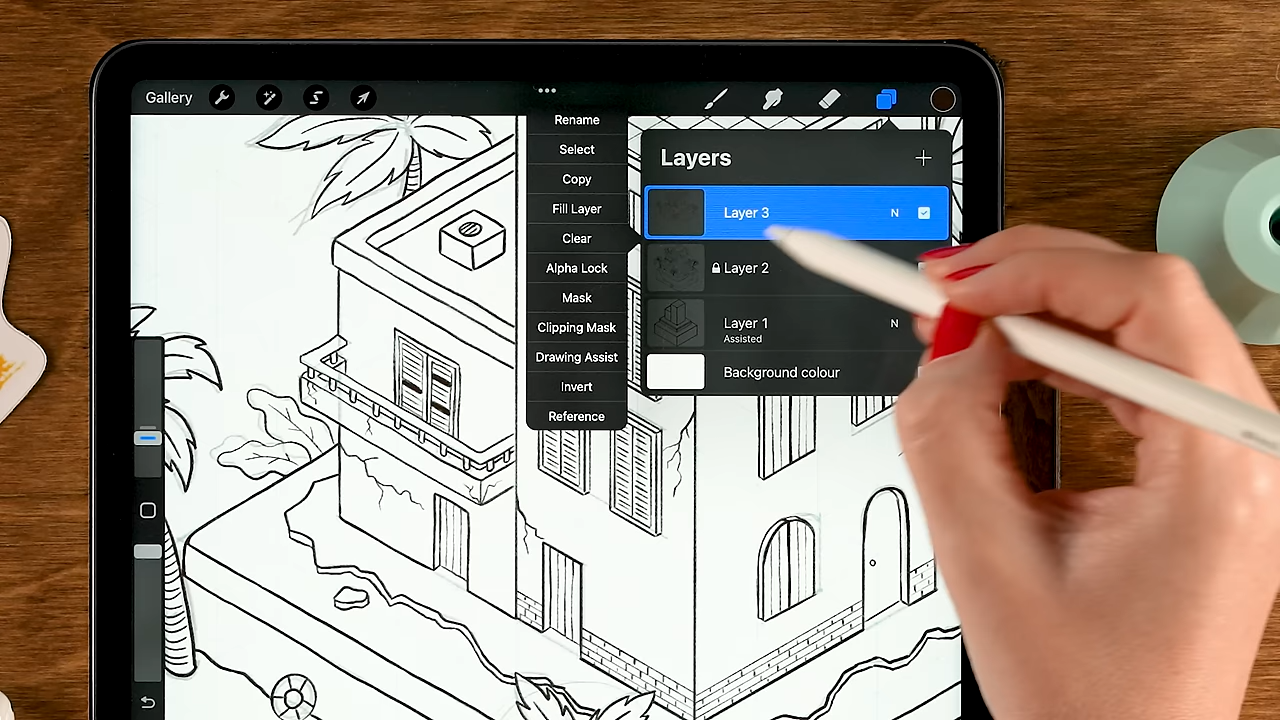 Gallery
Rename
Select
Copy
Fill Layer
Clear
Alpha Lock
Mask
Clipping Mask
Drawing Assist
Invert
Reference
Layers
Layer 3 N
Layer 2
Layer 1 N
Assisted
Background colour